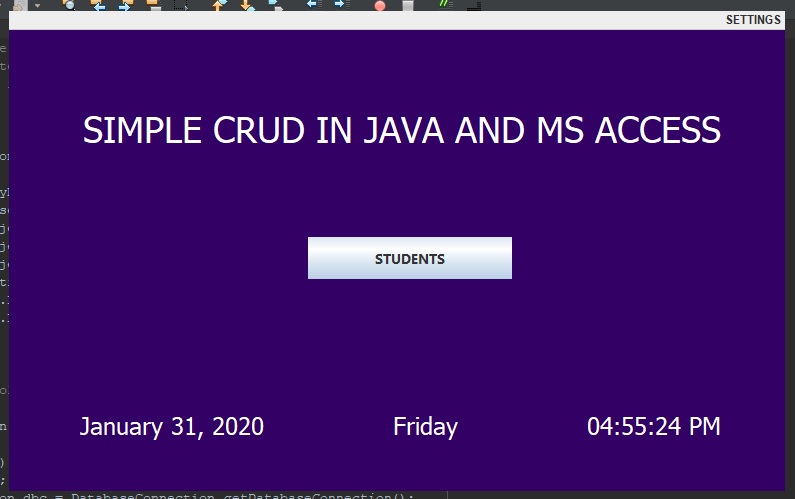 SETTINGS
SIMPLE CRUD IN JAVA AND MS ACCESS
STUDENTS
January 31, 2020 Friday 04:55:24 PM
DatabaseConnection.getDatabaseConnection();